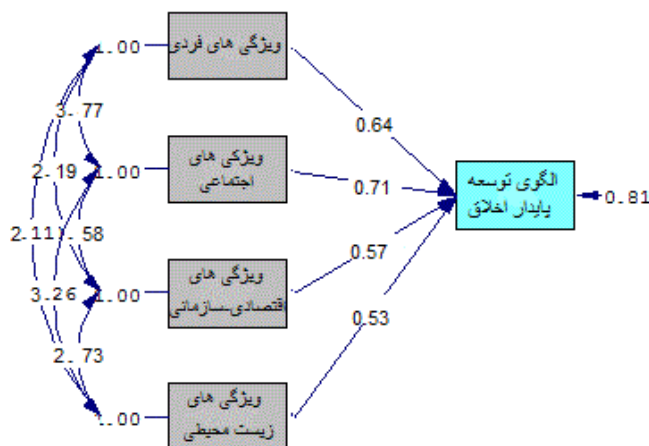 1.00
ویژگی های فردی
3.77
0.64
ویژکی های
اجتماعی
1.00
2.19
0.71
الگوی توسعه
پایدار اخلاق
0.81
2.11
.58
0.57
ویژگی های
اقتصادی-سازمانی
1.00
3.26
0.53
2.73
ویژگی های
زیست محیطی
1.00